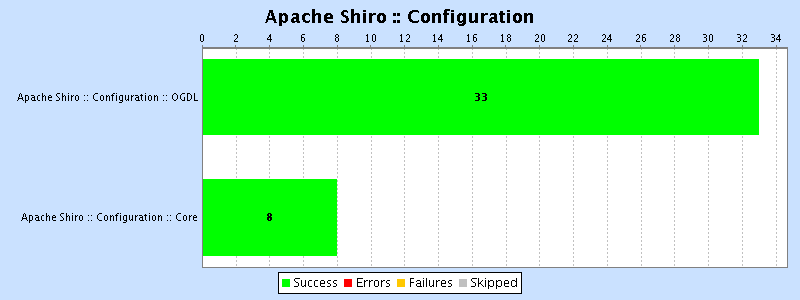 Apache Shiro :: Configuration
0 2 4 6 8 10 12 14 16 18 20 22 24 26 28 30 32 34
Apache Shiro :: Configuration :: OGDL
33
Apache Shiro :: Configuration :: Core
8
Success Errors Failures Skipped